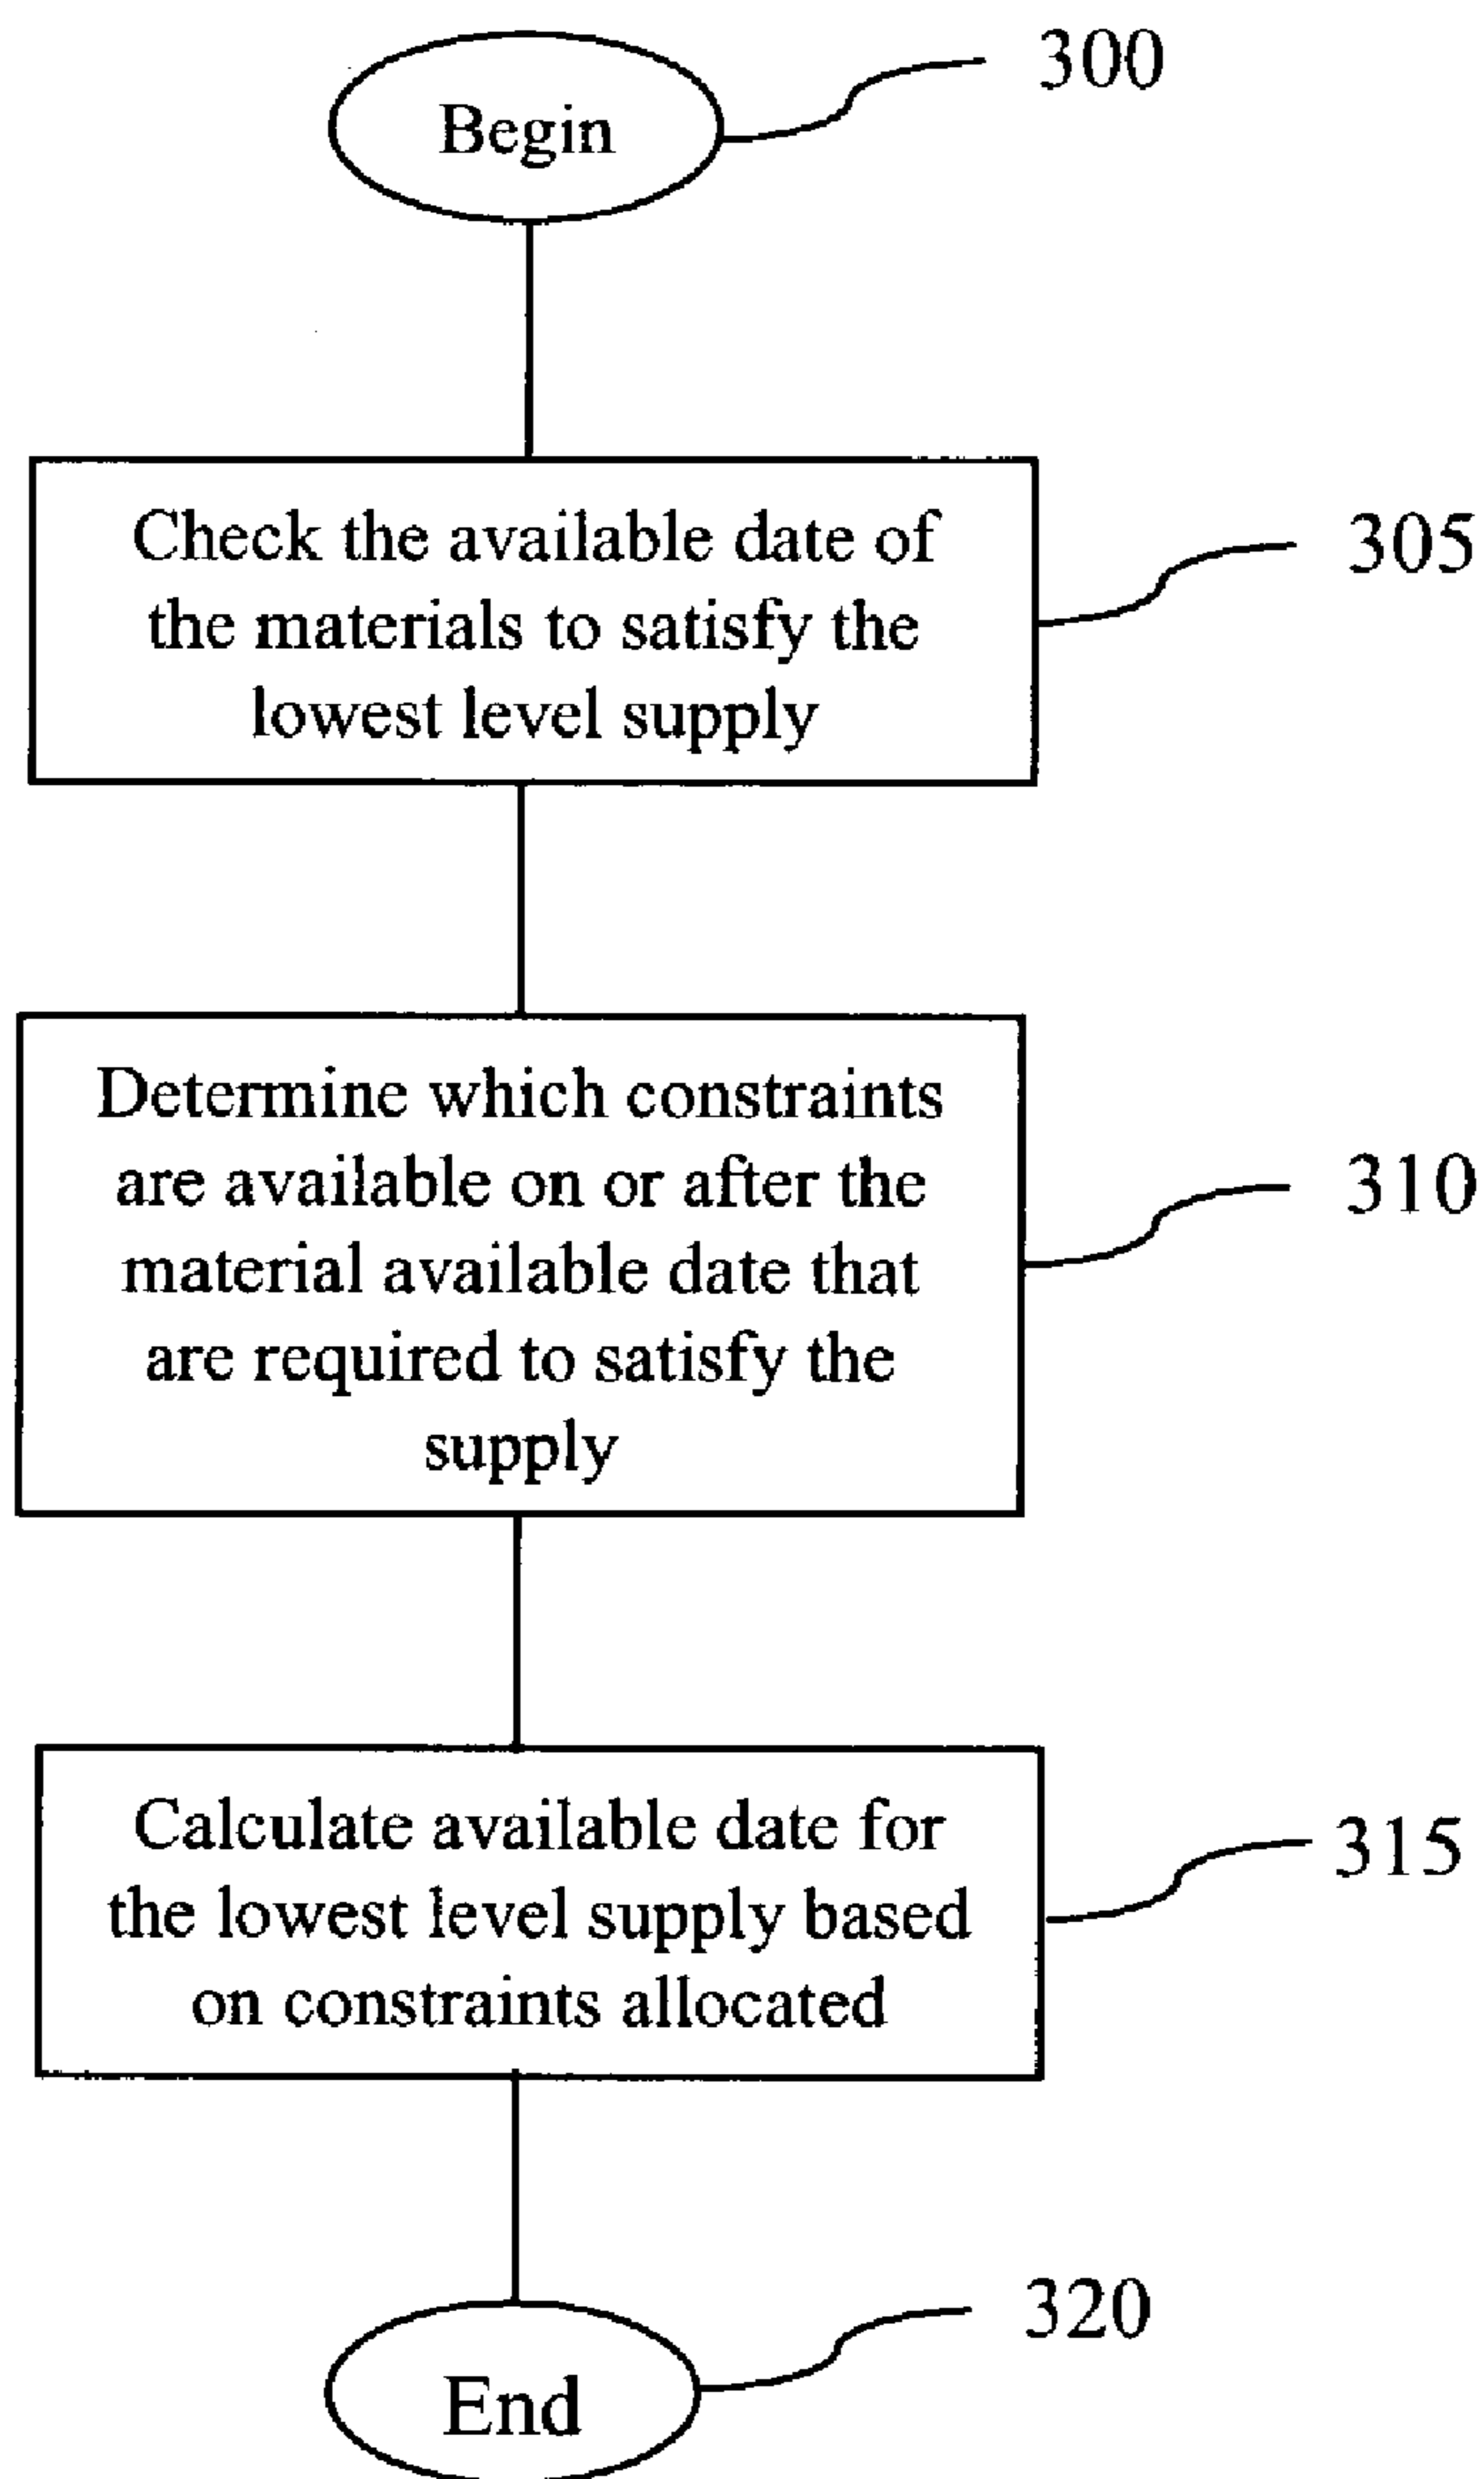 Begin
300
Check the available date of
the materials to satisfy the
lowest level supply
305
Determine which constraints
are available on or after the
material available date that
are required to satisfy the
supply
310
Calculate available date for
the lowest level supply based
on constraints allocated
315
End
320